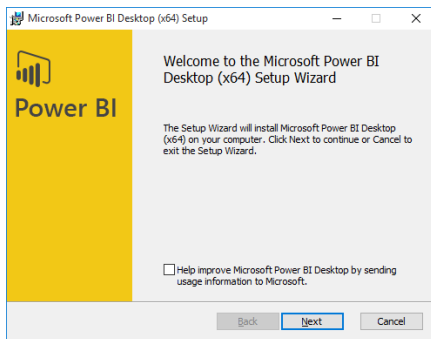 Microsoft Power BI Desktop (x64) Setup
Power BI
Welcome to the Microsoft Power BI
Desktop (x64) Setup Wizard
The Setup Wizard will install Microsoft Power BI Desktop
(x64) on your computer. Click Next to continue or Cancel to
exit the Setup Wizard.
Help improve Microsoft Power BI Desktop by sending
usage information to Microsoft.
Back Next Cancel